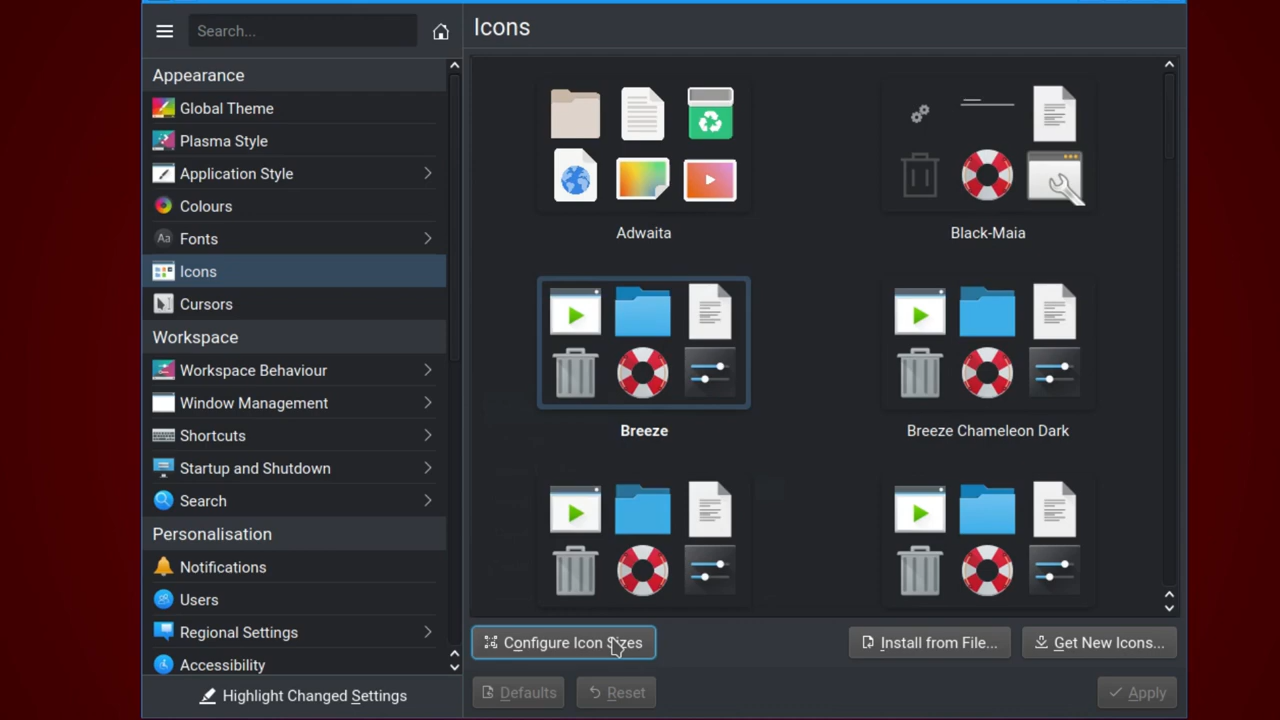 Search...
Icons
Appearance
Global Theme
Plasma Style
Application Style
Colours
Fonts
Icons
Cursors
Workspace
Workspace Behaviour
Window Management
Shortcuts
Startup and Shutdown
Search
Personalisation
Notifications
Users
Regional Settings
Accessibility
Highlight Changed Settings
Adwaita
Black-Maia
Breeze
Breeze Chameleon Dark
Configure Icon Sizes
Install from File...
Get New Icons...
Defaults
Reset
Apply